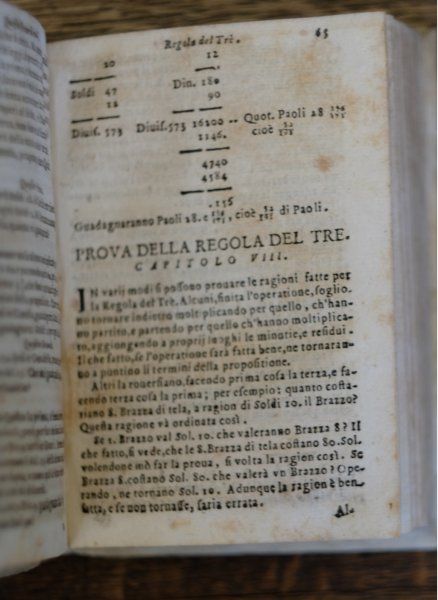 Regola del Trè. 65
20 12
Soldi 47 Din. 180
12 90
Diuis. 573 Diuis.573 16200 .. Quot. Paoli 28
1146. cioè
4740
4584
.156
Guadagnaranno Paoli 28. e , cioè di Paoli.
PROVA DELLA REGOLA DEL TRE.
CAPITOLO VIII.
IN varij modi si possono prouare le ragioni fatte per
la Regola del Trè. Alcuni, finita l'operatione, soglio-
no tornare indietro moltiplicando per quello, ch'han-
no partito, e partendo per quello ch'hanno moltiplica-
to, aggiongendo a proprij luoghi le minutie, e residui.
Il che fatto, se l'operatione sarà fatta bene, ne tornaran-
no a puntino li termini della propositione.
Altri la rouersiano, facendo prima cosa la terza, e fa-
cendo terza cosa la prima; per esempio: quanto costa-
riano 8. Brazza di tela, a ragion di Soldi 10. il Brazzo?
Questa ragione và ordinata così.
Se 1. Brazzo val Sol. 10. che valeranno Brazza 8? Il
che fatto, si vede, che le 8. Brazza di tela costano 80. Sol.
volendone mò far la proua, si volta la ragion così. Se
Brazza 8. costano Sol. 80. che valerà vn Brazzo? Ope-
rando, ne tornano Sol. 10. Adunque la ragion è ben
fatta, e se non tornasse, saria errata.
Al-